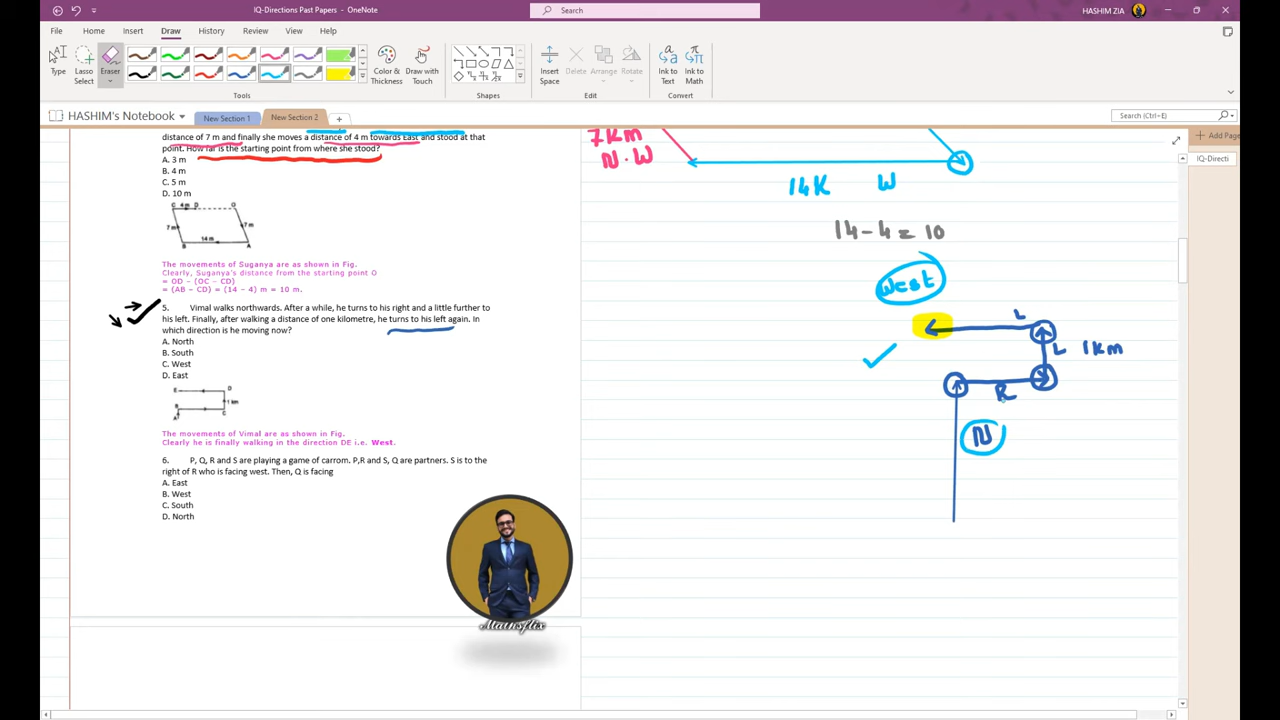 IQ-Directions Past Papers - OneNote
Search
HASHIM ZIA
File Home Insert Draw History Review View Help
Type
Lasso Select
Eraser
Color & Thickness
Draw with Touch
Insert Space
Delete
Arrange
Rotate
Ink to Text
Ink to Math
Tools
Shapes
Edit
Convert
HASHIM's Notebook
New Section 1
New Section 2
Search (Ctrl+E)
Add Page
IQ-Directi
distance of 7 m and finally she moves a distance of 4 m towards East and stood at that
point. How far is the starting point from where she stood?
A. 3 m
B. 4 m
C. 5 m
D. 10 m
C 4 m D O
7 m 7 m
14 m
B A
The movements of Suganya are as shown in Fig.
Clearly, Suganya's distance from the starting point O
= OD – (OC – CD)
= (AB – CD) = (14 – 4) m = 10 m.
5. Vimal walks northwards. After a while, he turns to his right and a little further to
his left. Finally, after walking a distance of one kilometre, he turns to his left again. In
which direction is he moving now?
A. North
B. South
C. West
D. East
E D
1 km
B
A C
The movements of Vimal are as shown in Fig.
Clearly he is finally walking in the direction DE i.e. West.
6. P, Q, R and S are playing a game of carrom. P,R and S, Q are partners. S is to the
right of R who is facing west. Then, Q is facing
A. East
B. West
C. South
D. North
Mainsflix
7Km
N.W
14K W
14-4=10
West
L
L 1Km
R
N